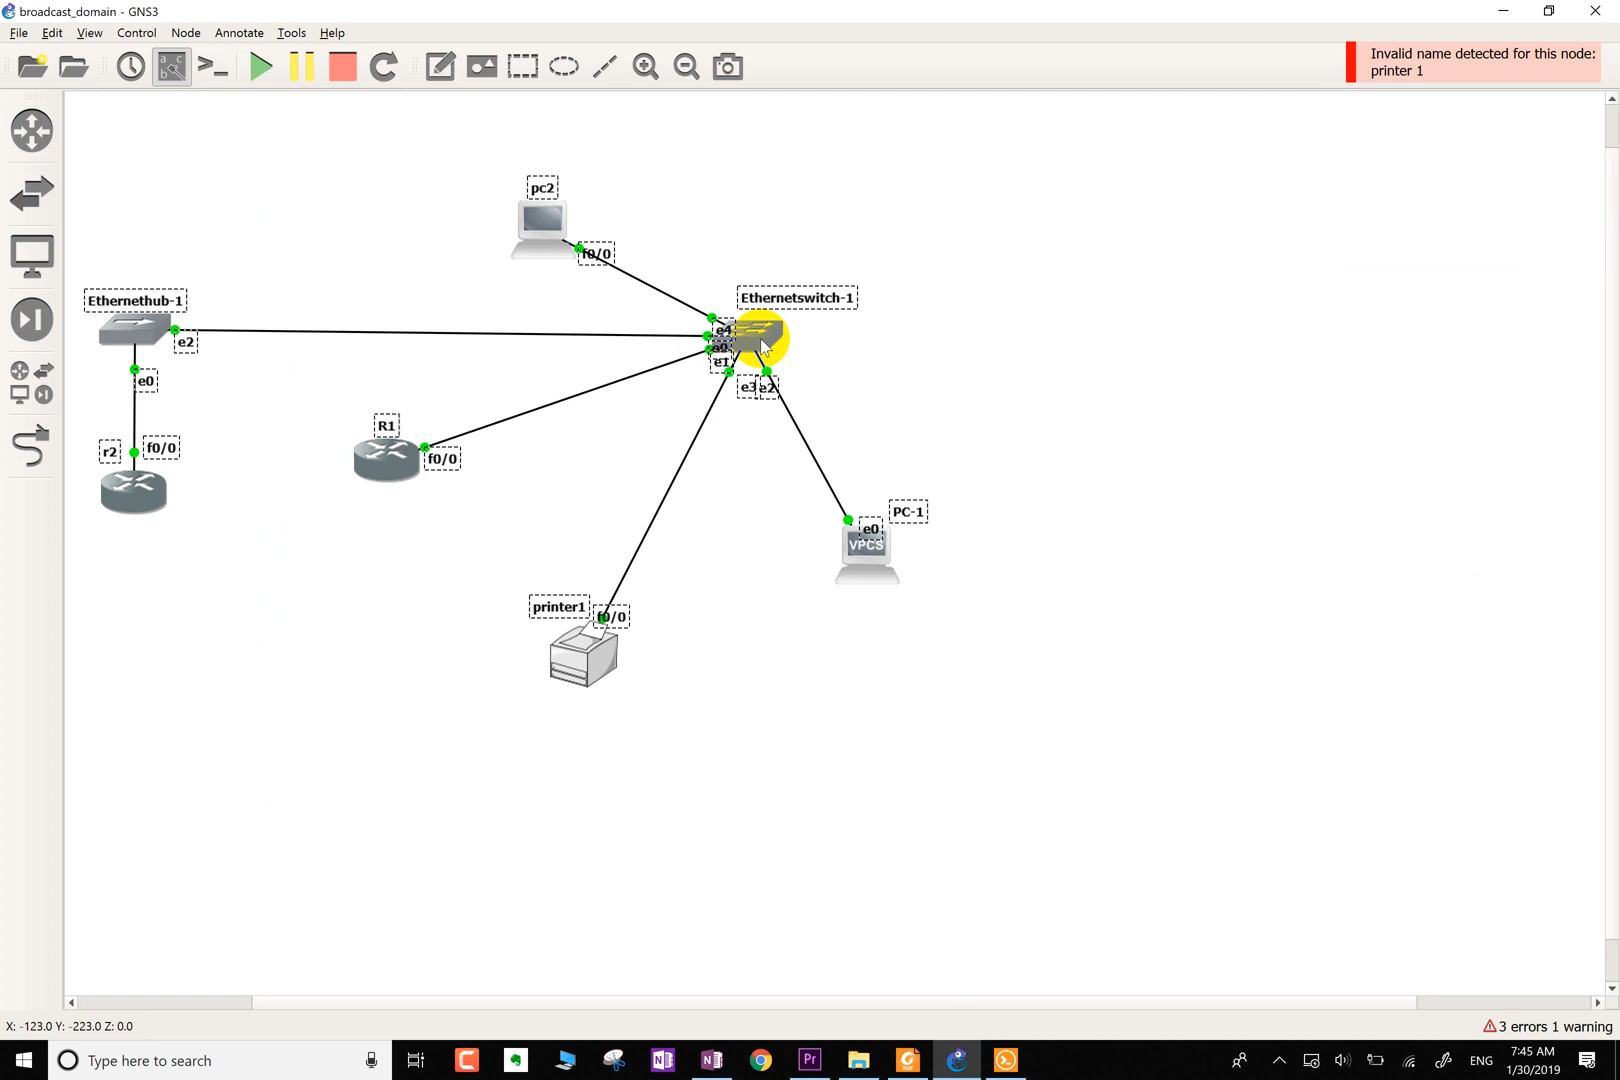 broadcast_domain - GNS3
File Edit View Control Node Annotate Tools Help
Invalid name detected for this node:
printer 1
pc2
f0/0
Ethernethub-1
Ethernetswitch-1
e2
e4
e0
e1
e3
e2
e0
R1
f0/0
r2
f0/0
PC-1
e0
VPCS
printer1
f0/0
X: -123.0 Y: -223.0 Z: 0.0
3 errors 1 warning
Type here to search
Pr
ENG
7:45 AM
1/30/2019